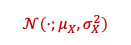 𝒩(·; μ_X, σ_X^2)